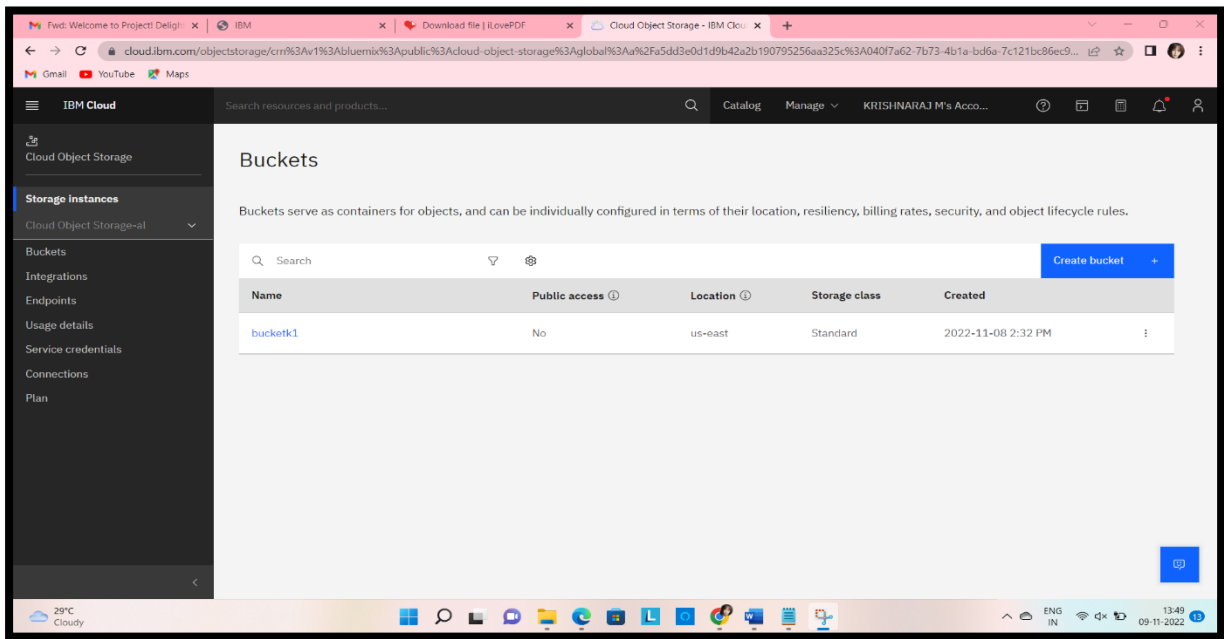 Fwd: Welcome to Project! Deligh
IBM
Download file | iLovePDF
Cloud Object Storage - IBM Clou
cloud.ibm.com/objectstorage/crn%3Av1%3Abluemix%3Apublic%3Acloud-object-storage%3Aglobal%3Aa%2Fa5dd3e0d1d9b42a2b190795256aa325c%3A040f7a62-7b73-4b1a-bd6a-7c121bc86ec9...
Gmail YouTube Maps
IBM Cloud
Search resources and products...
Catalog Manage KRISHNARAJ M's Acco...
Cloud Object Storage
Storage instances
Cloud Object Storage-al
Buckets
Integrations
Endpoints
Usage details
Service credentials
Connections
Plan
Buckets
Buckets serve as containers for objects, and can be individually configured in terms of their location, resiliency, billing rates, security, and object lifecycle rules.
Search
Create bucket +
Name Public access Location Storage class Created
bucketk1 No us-east Standard 2022-11-08 2:32 PM
29°C
Cloudy
ENG
IN
13:49
09-11-2022
13